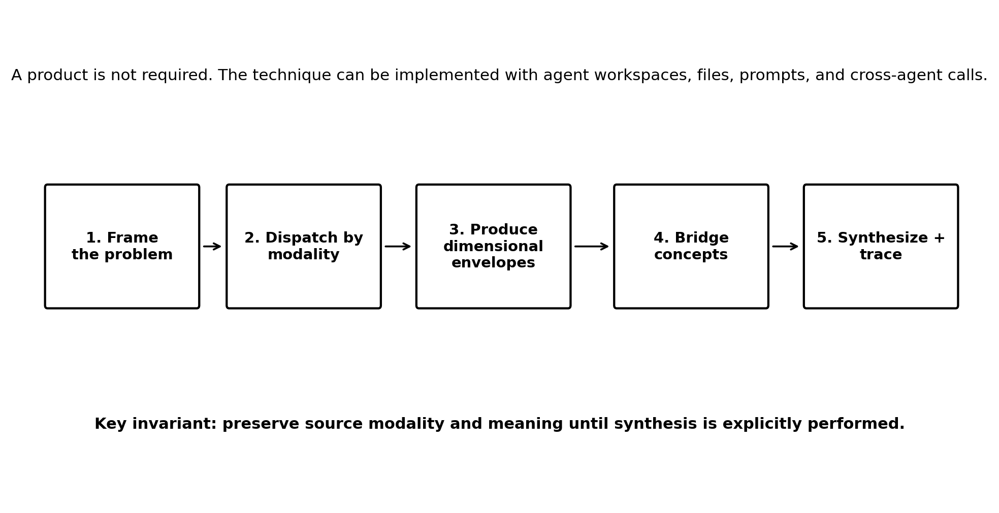 A product is not required. The technique can be implemented with agent workspaces, files, prompts, and cross-agent calls.
1. Frame
the problem
2. Dispatch by
modality
3. Produce
dimensional
envelopes
4. Bridge
concepts
5. Synthesize +
trace
Key invariant: preserve source modality and meaning until synthesis is explicitly performed.